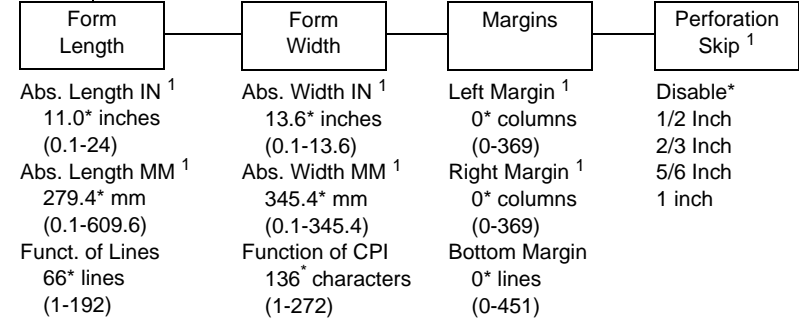 Form
Length
Form
Width
Margins
Perforation
Skip 1
Abs. Length IN 1
11.0* inches
(0.1-24)
Abs. Length MM 1
279.4* mm
(0.1-609.6)
Funct. of Lines
66* lines
(1-192)
Abs. Width IN 1
13.6* inches
(0.1-13.6)
Abs. Width MM 1
345.4* mm
(0.1-345.4)
Function of CPI
136* characters
(1-272)
Left Margin 1
0* columns
(0-369)
Right Margin 1
0* columns
(0-369)
Bottom Margin
0* lines
(0-451)
Disable*
1/2 Inch
2/3 Inch
5/6 Inch
1 inch